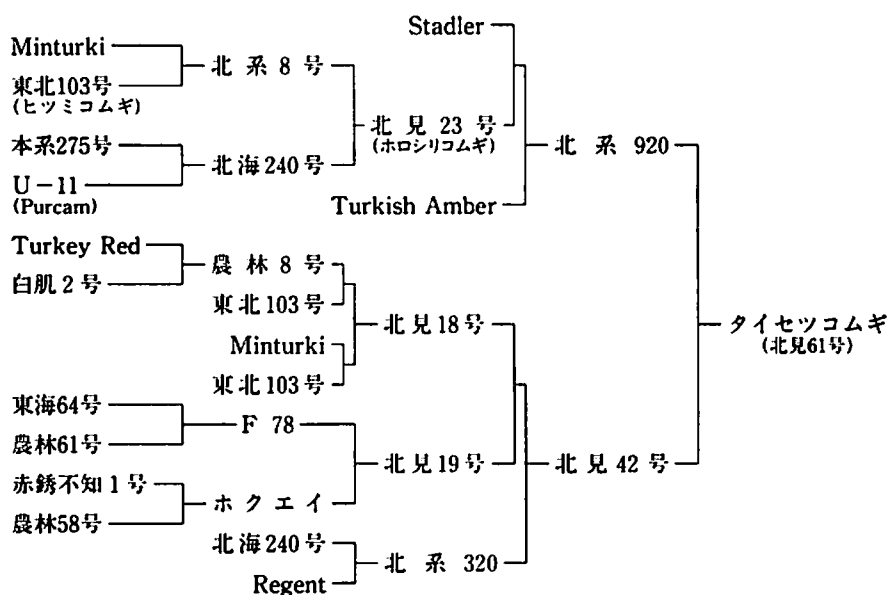 Stadler
Minturki
北系8号
東北103号
(ヒツミコムギ)
北見23号
(ホロシリコムギ)
本系275号
北海240号
北系920
U-11
(Purcam)
Turkish Amber
Turkey Red
農林8号
白肌2号
東北103号
北見18号
タイセツコムギ
(北見61号)
Minturki
東北103号
東海64号
F 78
農林61号
北見19号
北見42号
赤銹不知1号
ホクエイ
農林58号
北海240号
北系320
Regent